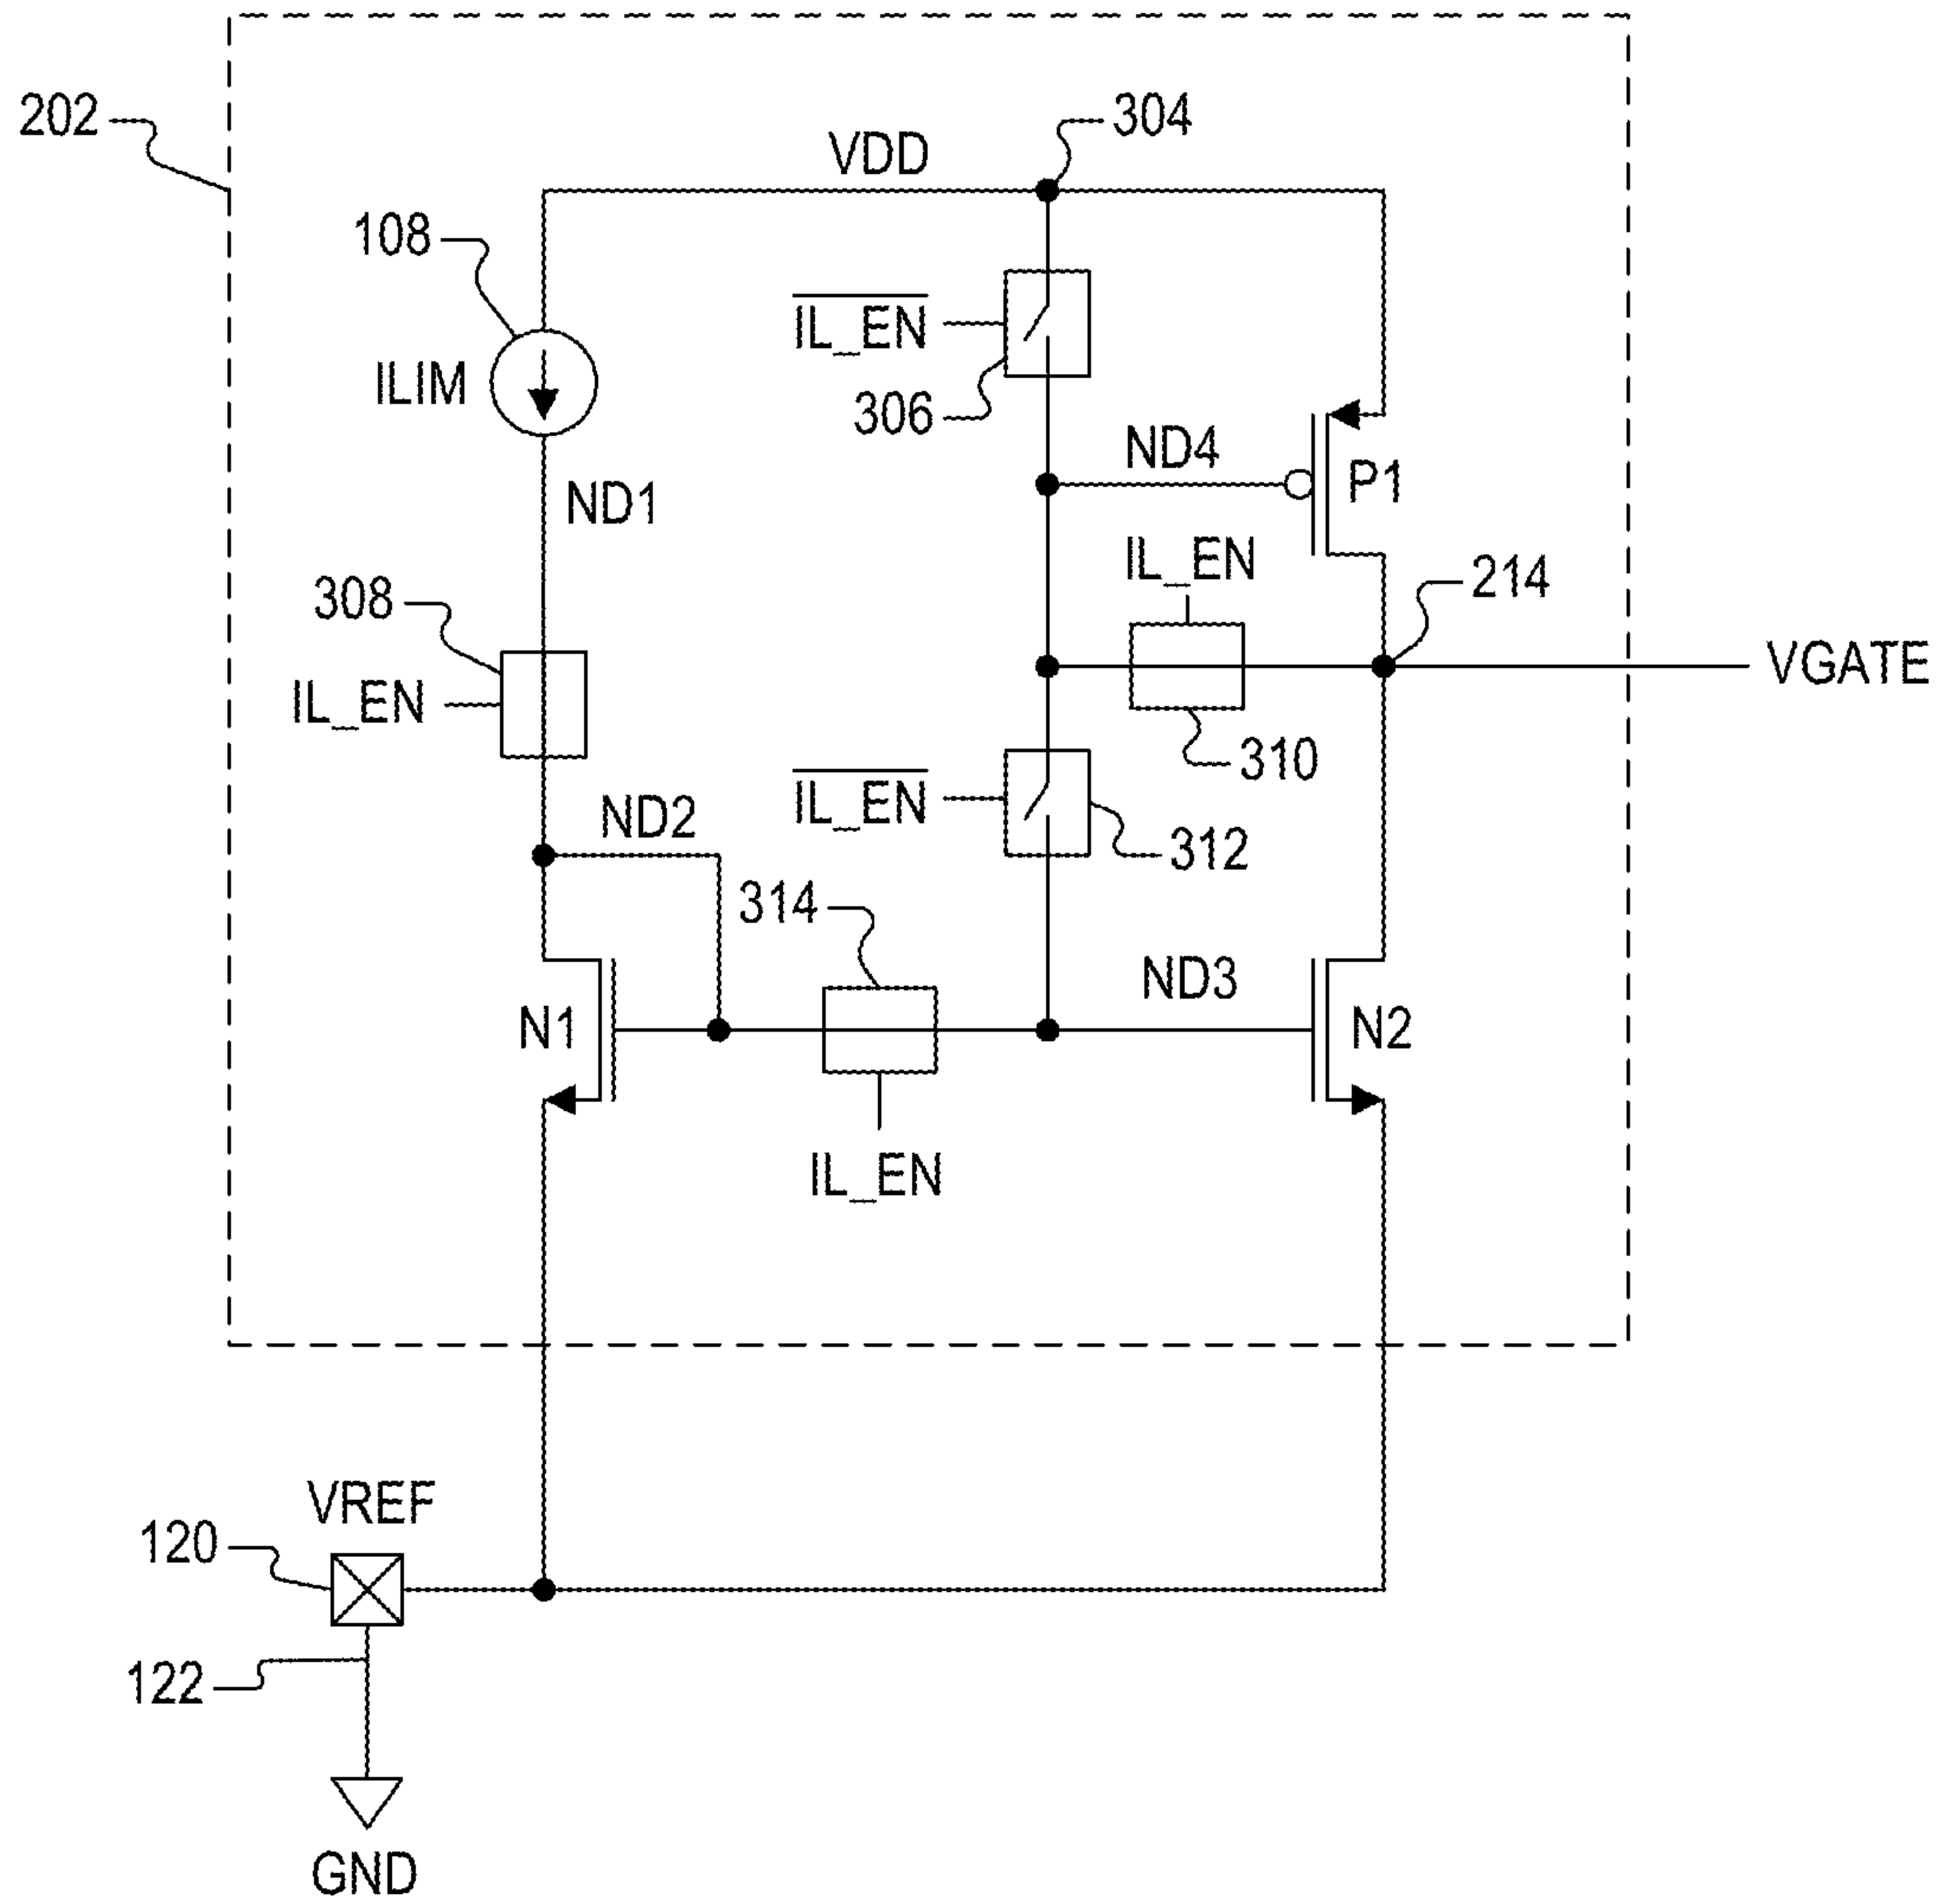 202
304
VDD
108
IL_EN
306
ILIM
ND4
P1
ND1
IL_EN
214
308
VGATE
IL_EN
310
IL_EN
ND2
312
314
ND3
N1
N2
IL_EN
VREF
120
122
GND